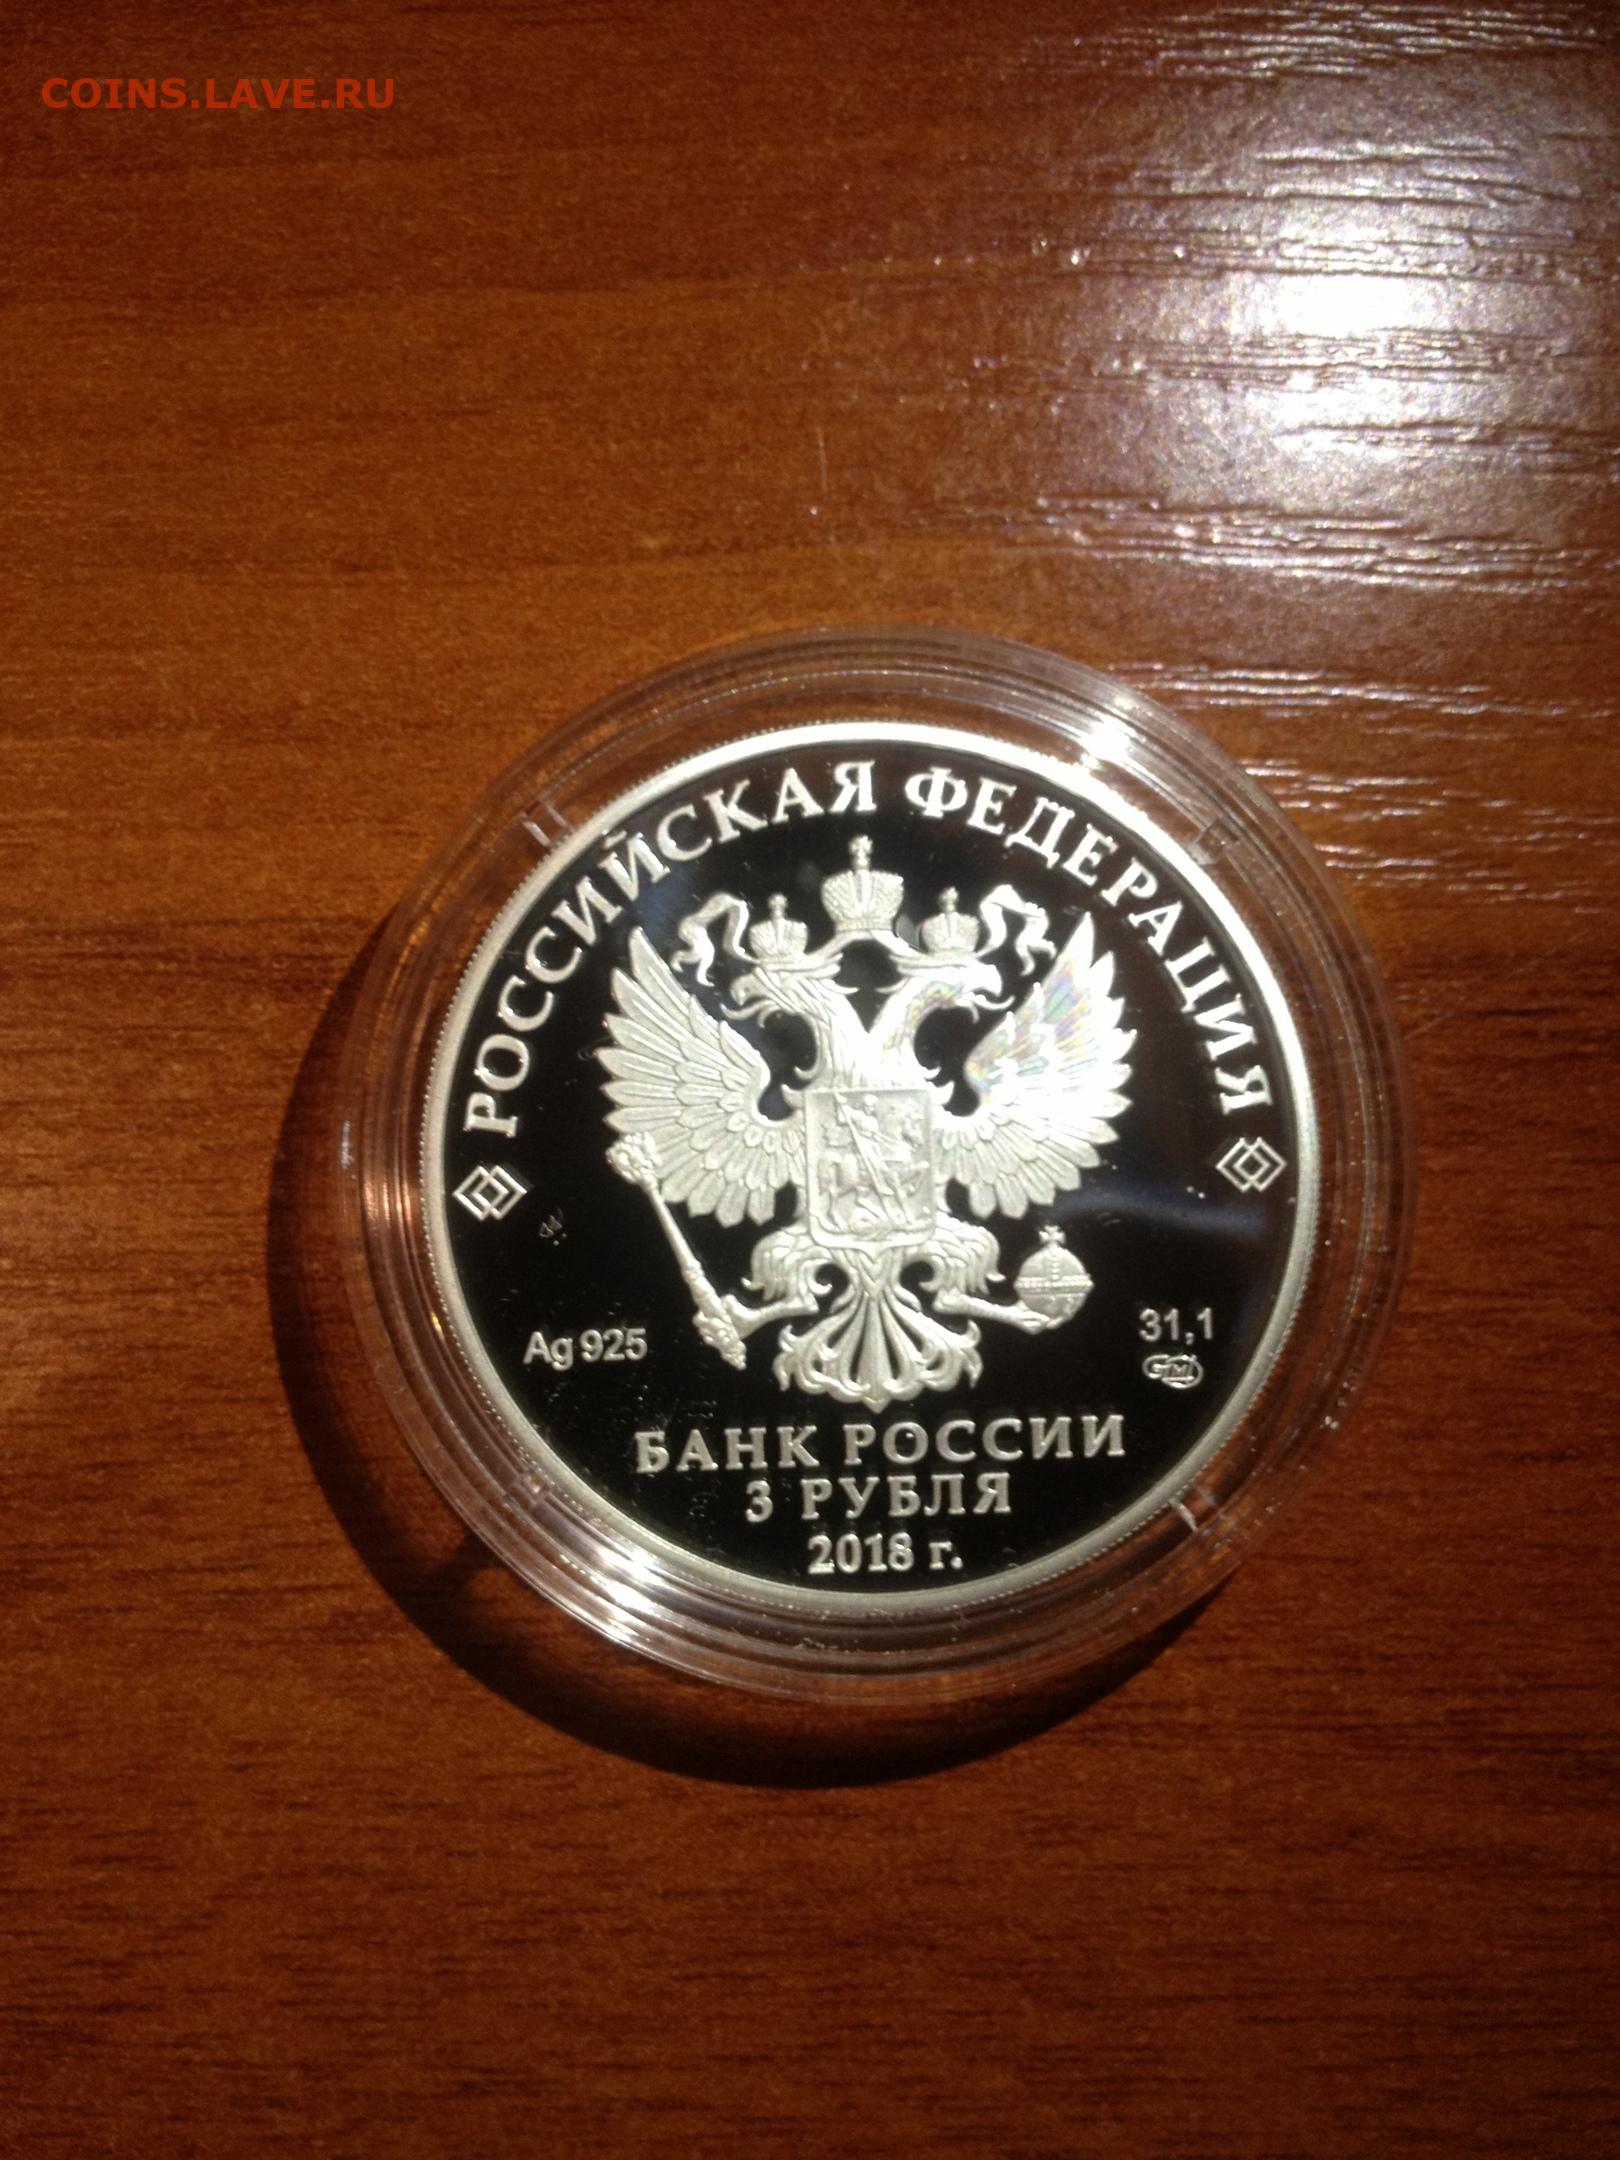 COINS.LAVE.RU
РОССИЙСКАЯ ФЕДЕРАЦИЯ
Ag 925
31,1
БАНК РОССИИ
3 РУБЛЯ
2018 г.